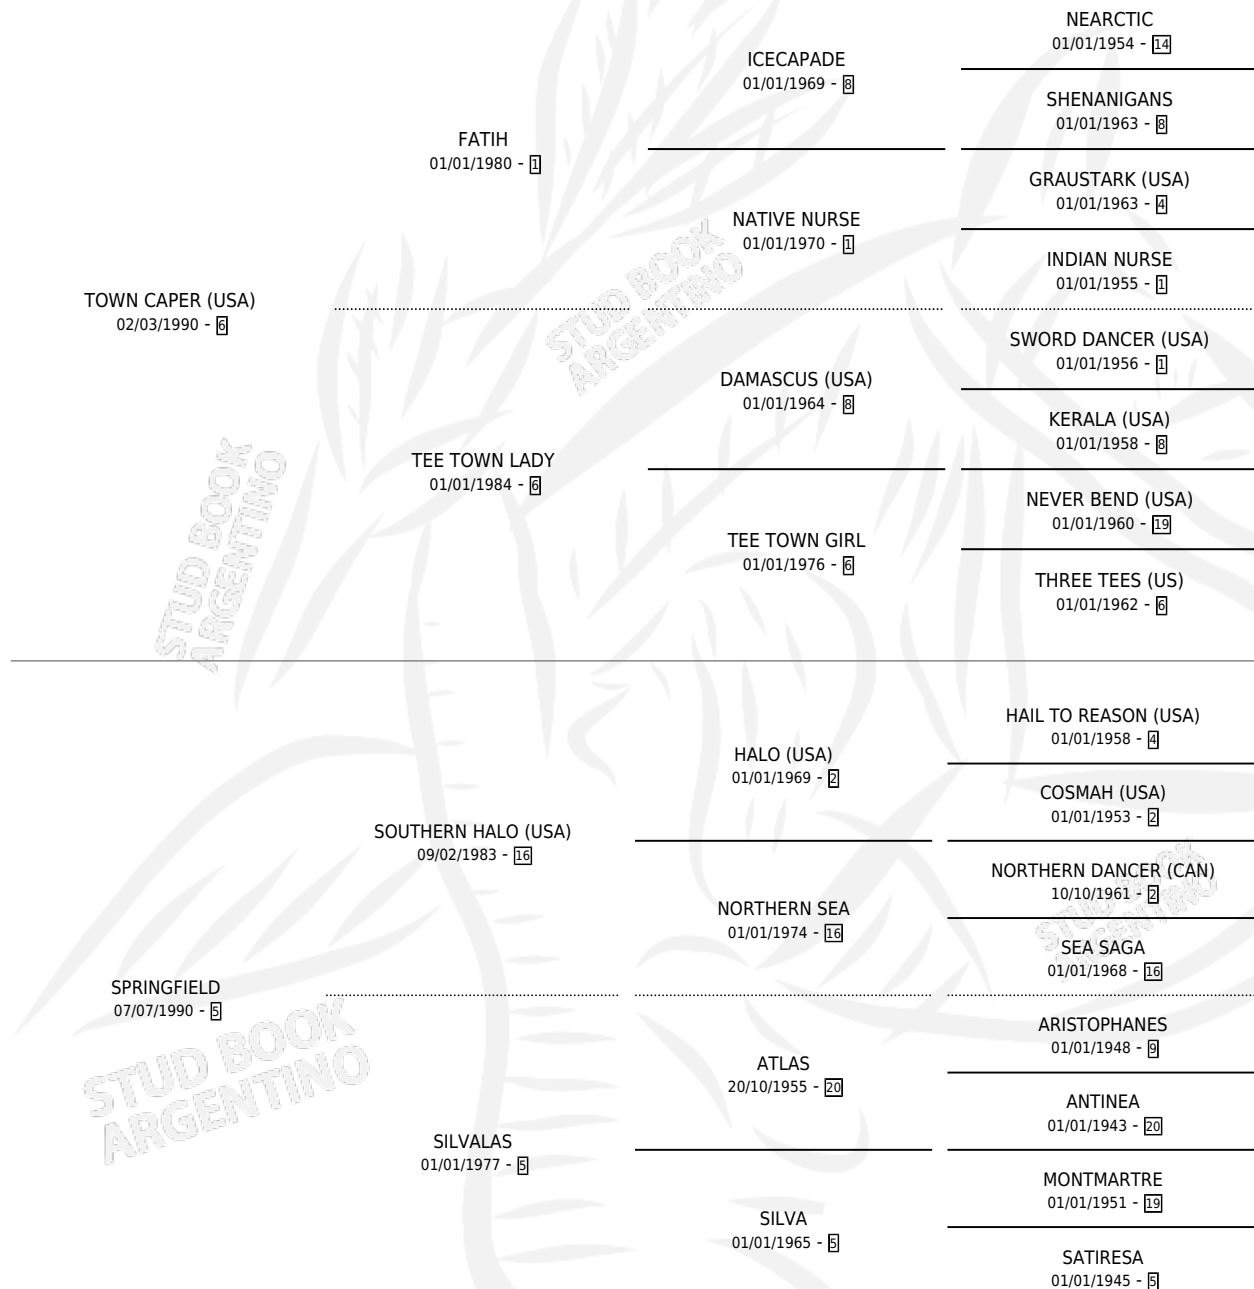 NEARCTIC
01/01/1954 - 14
ICECAPADE
01/01/1969 - 8
SHENANIGANS
01/01/1963 - 8
FATIH
01/01/1980 - 1
GRAUSTARK (USA)
01/01/1963 - 4
NATIVE NURSE
01/01/1970 - 1
INDIAN NURSE
01/01/1955 - 1
TOWN CAPER (USA)
02/03/1990 - 6
SWORD DANCER (USA)
01/01/1956 - 1
DAMASCUS (USA)
01/01/1964 - 8
KERALA (USA)
01/01/1958 - 8
TEE TOWN LADY
01/01/1984 - 6
NEVER BEND (USA)
01/01/1960 - 19
TEE TOWN GIRL
01/01/1976 - 6
THREE TEES (US)
01/01/1962 - 6
HAIL TO REASON (USA)
01/01/1958 - 4
HALO (USA)
01/01/1969 - 2
COSMAH (USA)
01/01/1953 - 2
SOUTHERN HALO (USA)
09/02/1983 - 16
NORTHERN DANCER (CAN)
10/10/1961 - 2
NORTHERN SEA
01/01/1974 - 16
SEA SAGA
01/01/1968 - 16
SPRINGFIELD
07/07/1990 - 5
ARISTOPHANES
01/01/1948 - 9
ATLAS
20/10/1955 - 20
ANTINEA
01/01/1943 - 20
SILVALAS
01/01/1977 - 5
MONTMARTRE
01/01/1951 - 19
SILVA
01/01/1965 - 5
SATIRESA
01/01/1945 - 5
STUD BOOK
ARGENTINO
STUD BOOK
ARGENTINO
STUD BOOK
ARGENTINO
STUD BOOK
ARGENTINO